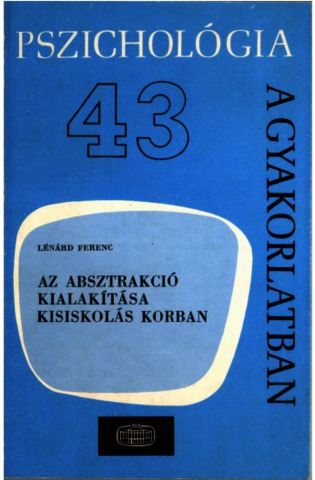 PSZICHOLÓGIA
43
A GYAKORLATBAN
LÉNÁRD FERENC
AZ ABSZTRAKCIÓ
KIALAKÍTÁSA
KISISKOLÁS KORBAN